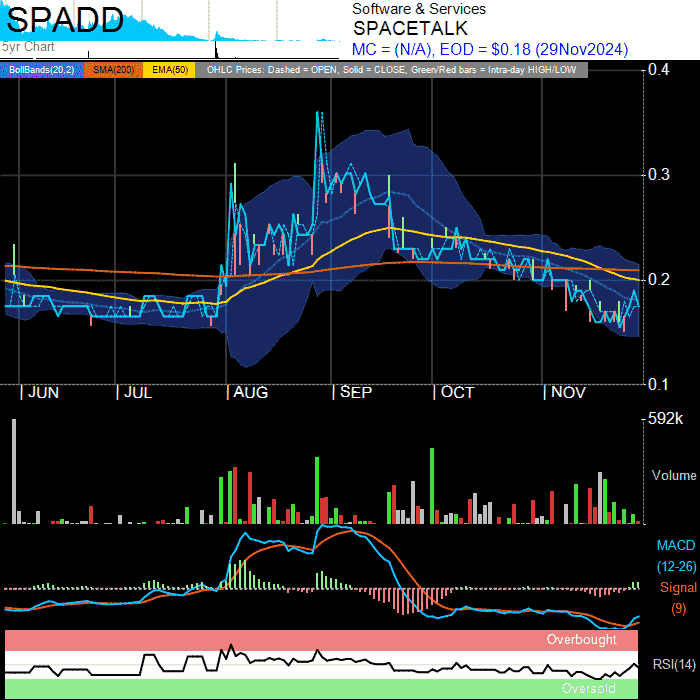 SPADD
5yr Chart
Software & Services
SPACETALK
MC = (N/A), EOD = $0.18 (29Nov2024)
BollBands(20,2) SMA(200) EMA(50) OHLC Prices: Dashed = OPEN, Solid = CLOSE, Green/Red bars = Intra-day HIGH/LOW
0.4
0.3
0.2
0.1
JUN JUL AUG SEP OCT NOV
592k
Volume
MACD
(12-26)
Signal
(9)
Overbought
RSI(14)
Oversold